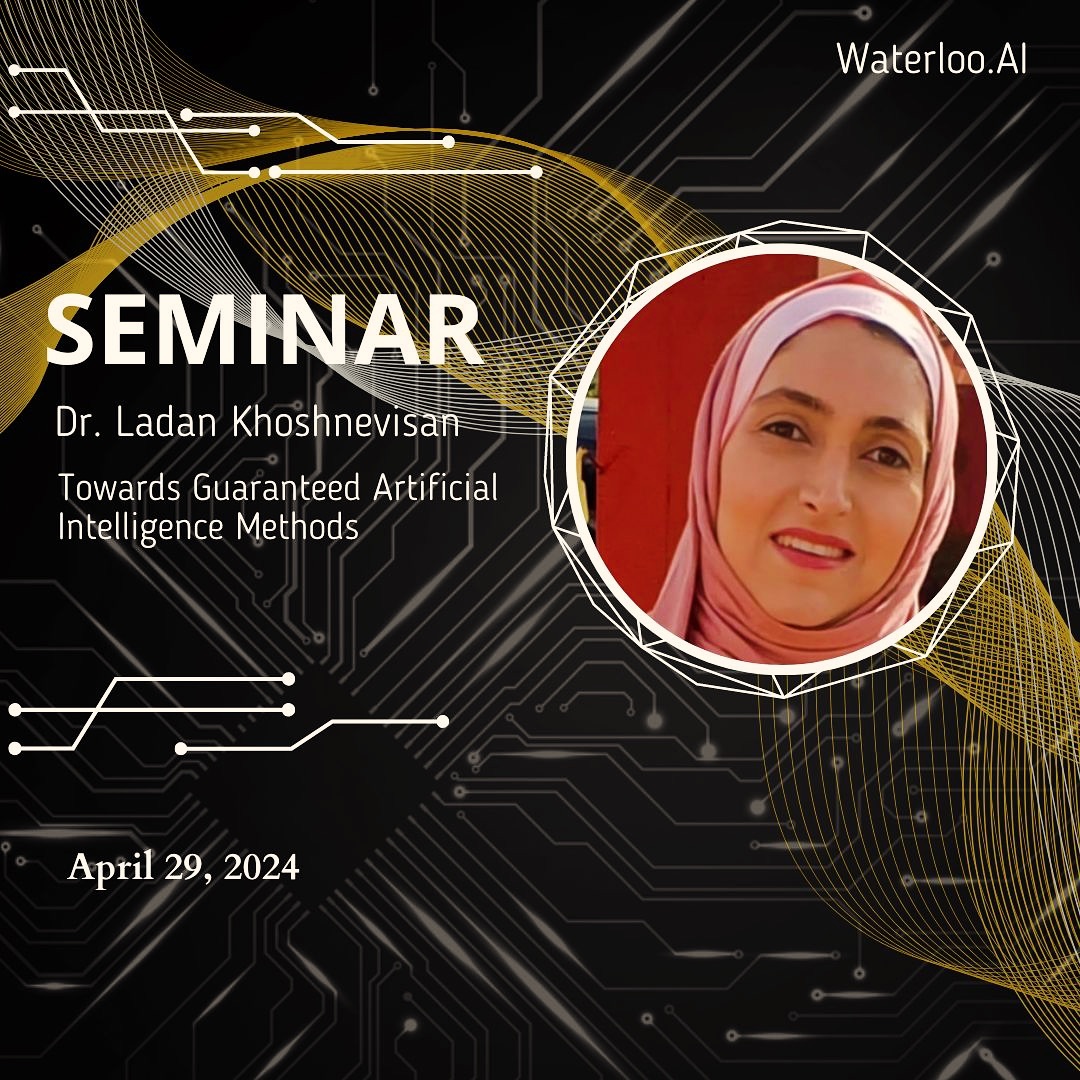 Waterloo.AI
SEMINAR
Dr. Ladan Khoshnevisan
Towards Guaranteed Artificial
Intelligence Methods
April 29, 2024